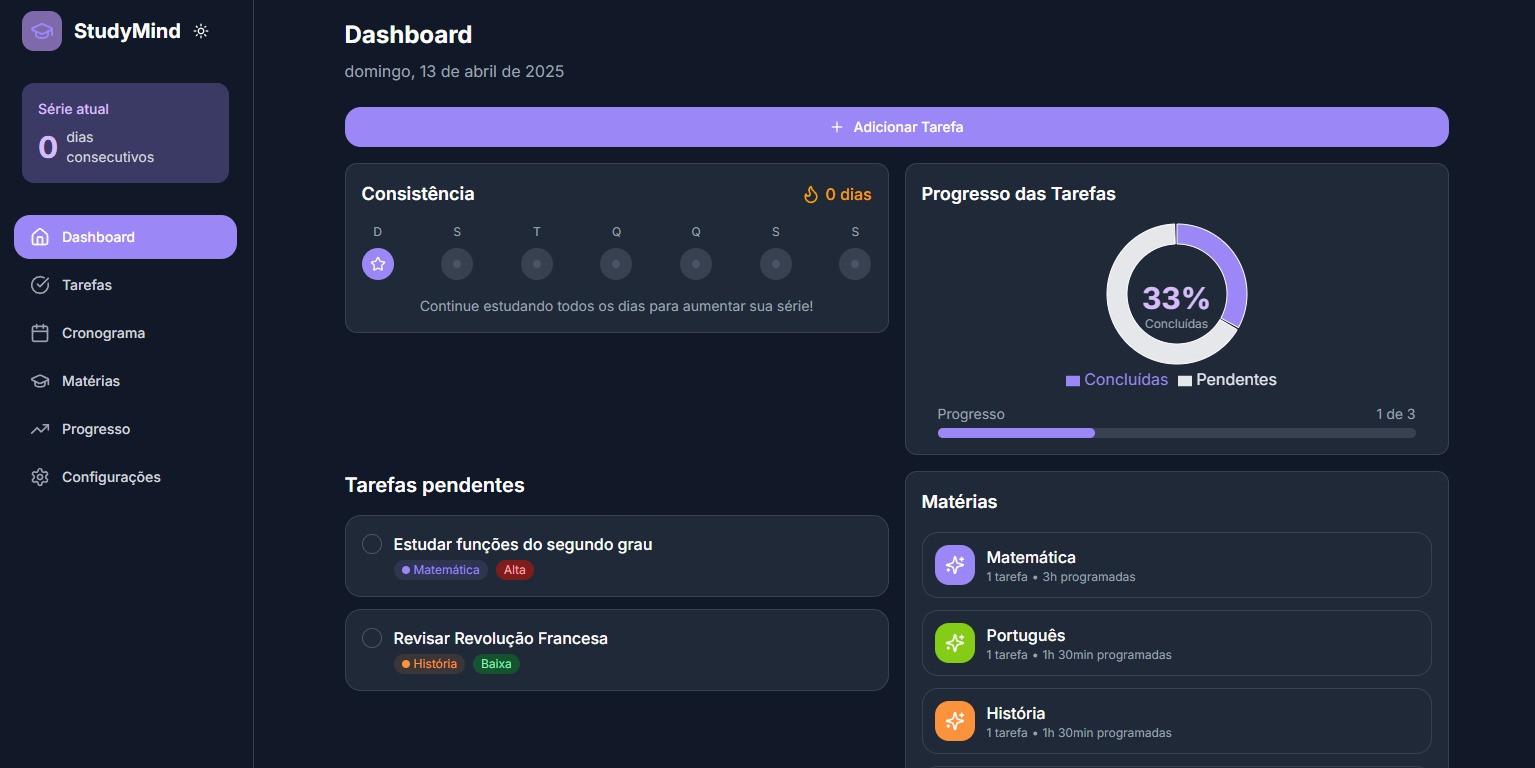 StudyMind
Série atual
0 dias
consecutivos
Dashboard
Tarefas
Cronograma
Matérias
Progresso
Configurações
Dashboard
domingo, 13 de abril de 2025
+ Adicionar Tarefa
Consistência
0 dias
D S T Q Q S S
Continue estudando todos os dias para aumentar sua série!
Progresso das Tarefas
33%
Concluídas
Concluídas Pendentes
Progresso 1 de 3
Tarefas pendentes
Estudar funções do segundo grau
Matemática Alta
Revisar Revolução Francesa
História Baixa
Matérias
Matemática
1 tarefa • 3h programadas
Português
1 tarefa • 1h 30min programadas
História
1 tarefa • 1h 30min programadas